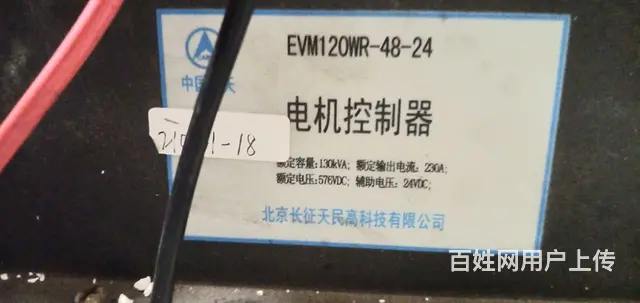 EVM120WR-48-24
中国 天
电机控制器
-18
额定容量:130kVA; 额定输出电流: 230A;
额定电压:576VDC; 辅助电压: 24VDC;
北京长征天民高科技有限公司
百姓网用户上传